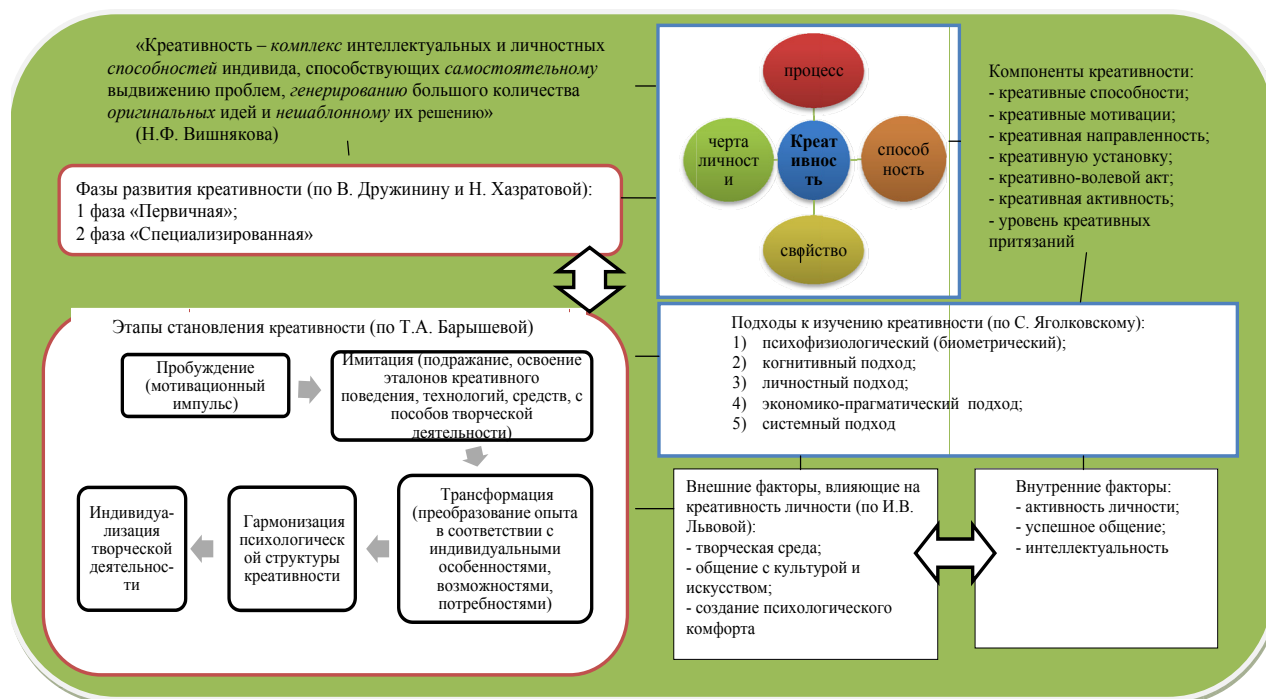 «Креативность – комплекс интеллектуальных и личностных
способностей индивида, способствующих самостоятельному
выдвижению проблем, генерированию большого количества
оригинальных идей и нешаблонному их решению»
(Н.Ф. Вишнякова)
процесс
черта
личност
и
Креат
ивнос
ть
способ
ность
свойство
Компоненты креативности:
- креативные способности;
- креативные мотивации;
- креативная направленность;
- креативную установку;
- креативно-волевой акт;
- креативная активность;
- уровень креативных
притязаний
Фазы развития креативности (по В. Дружинину и Н. Хазратовой):
1 фаза «Первичная»;
2 фаза «Специализированная»
Этапы становления креативности (по Т.А. Барышевой)
Пробуждение
(мотивационный
импульс)
Имитация (подражание, освоение
эталонов креативного
поведения, технологий, средств, с
пособов творческой
деятельности)
Трансформация
(преобразование опыта
в соответствии с
индивидуальными
особенностями,
возможностями,
потребностями)
Гармонизация
психологическ
ой структуры
креативности
Индивидуа-
лизация
творческой
деятельнос-
ти
Подходы к изучению креативности (по С. Яголковскому):
1) психофизиологический (биометрический);
2) когнитивный подход;
3) личностный подход;
4) экономико-прагматический подход;
5) системный подход
Внешние факторы, влияющие на
креативность личности (по И.В.
Львовой):
- творческая среда;
- общение с культурой и
искусством;
- создание психологического
комфорта
Внутренние факторы:
- активность личности;
- успешное общение;
- интеллектуальность